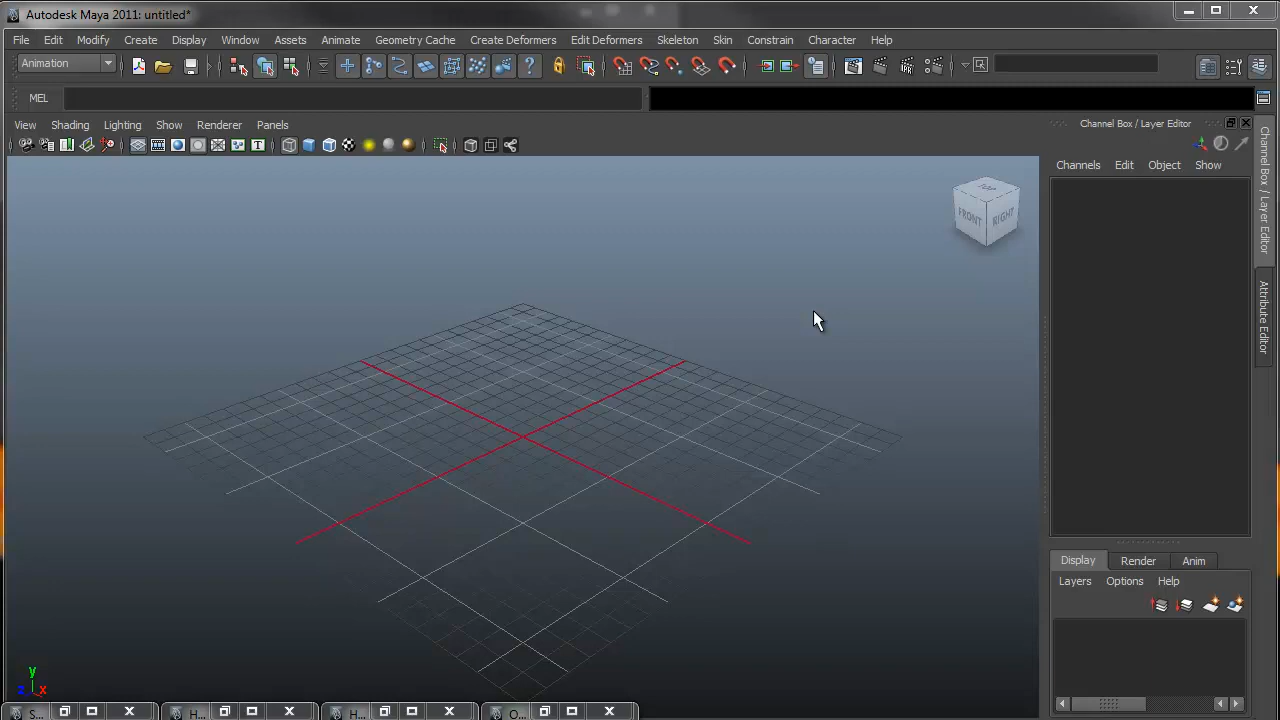 Autodesk Maya 2011: untitled*
File Edit Modify Create Display Window Assets Animate Geometry Cache Create Deformers Edit Deformers Skeleton Skin Constrain Character Help
Animation
MEL
View Shading Lighting Show Renderer Panels
Channel Box / Layer Editor
Channels Edit Object Show
TOP
FRONT RIGHT
Channel Box / Layer Editor
Attribute Editor
Display Render Anim
Layers Options Help
y
z x
S... H... H... O...